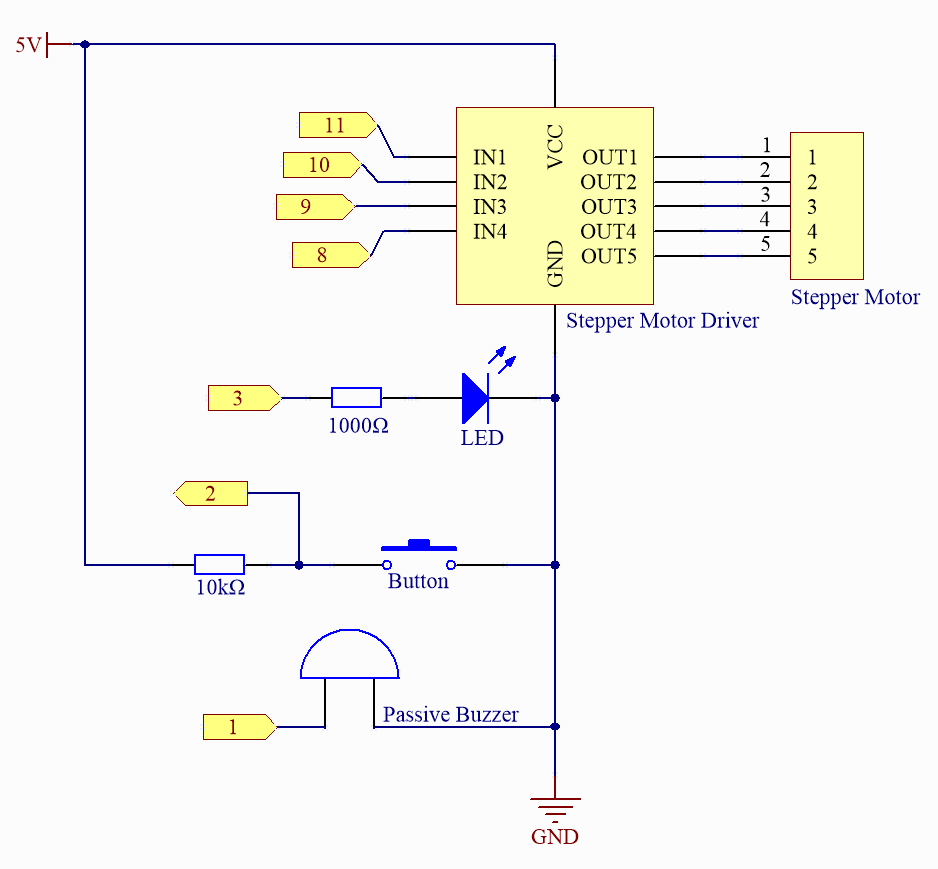 5V
11
10
9
8
IN1
IN2
IN3
IN4
VCC
GND
OUT1
OUT2
OUT3
OUT4
OUT5
1
2
3
4
5
1
2
3
4
5
Stepper Motor
Stepper Motor Driver
3
1000Ω
LED
2
10kΩ
Button
1
Passive Buzzer
GND